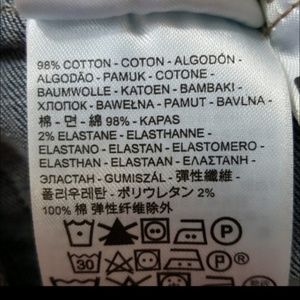 98% COTTON - COTON - ALGODÓN -
ALGODÃO - PAMUK - COTONE -
BAUMWOLLE - KATOEN - BAMBAKI -
ХЛОПОК - BAWEŁNA - PAMUT - BAVLNA -
棉 - 면 - 綿 98% - KAPAS
2% ELASTANE - ELASTHANNE -
ELASTANO - ELASTAN - ELASTOMERO -
ELASTHAN - ELASTAAN - ΕΛΑΣΤΑΝΗ -
ЭЛАСТАН - GUMISZÁL - 彈性纖維 -
폴리우레탄 - ポリウレタン 2%
100% 棉 弹性纤维除外
P
30
P